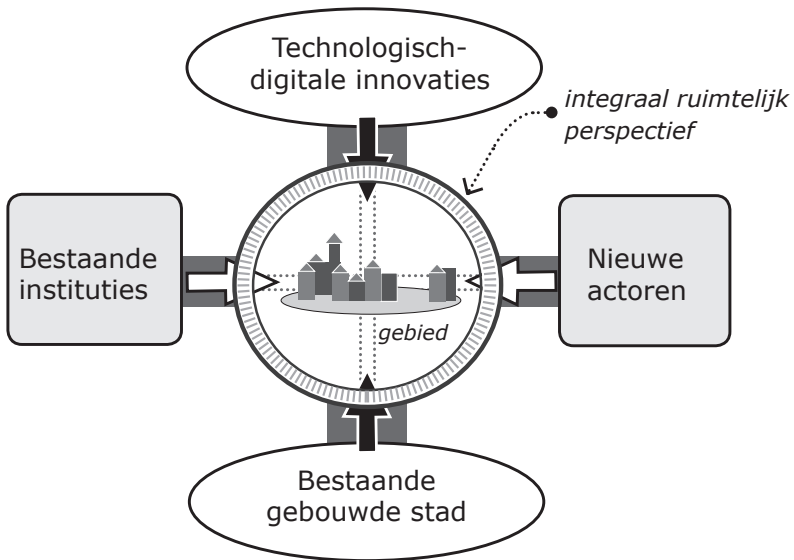 Technologisch-
digitale innovaties
integraal ruimtelijk
perspectief
Bestaande
instituties
Nieuwe
actoren
gebied
Bestaande
gebouwde stad